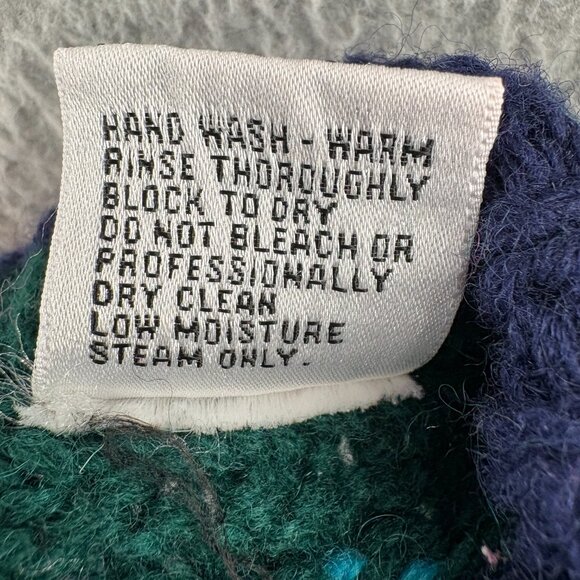 HAND WASH - WARM
RINSE THOROUGHLY
BLOCK TO DRY
DO NOT BLEACH OR
PROFESSIONALLY
DRY CLEAN
LOW MOISTURE
STEAM ONLY.